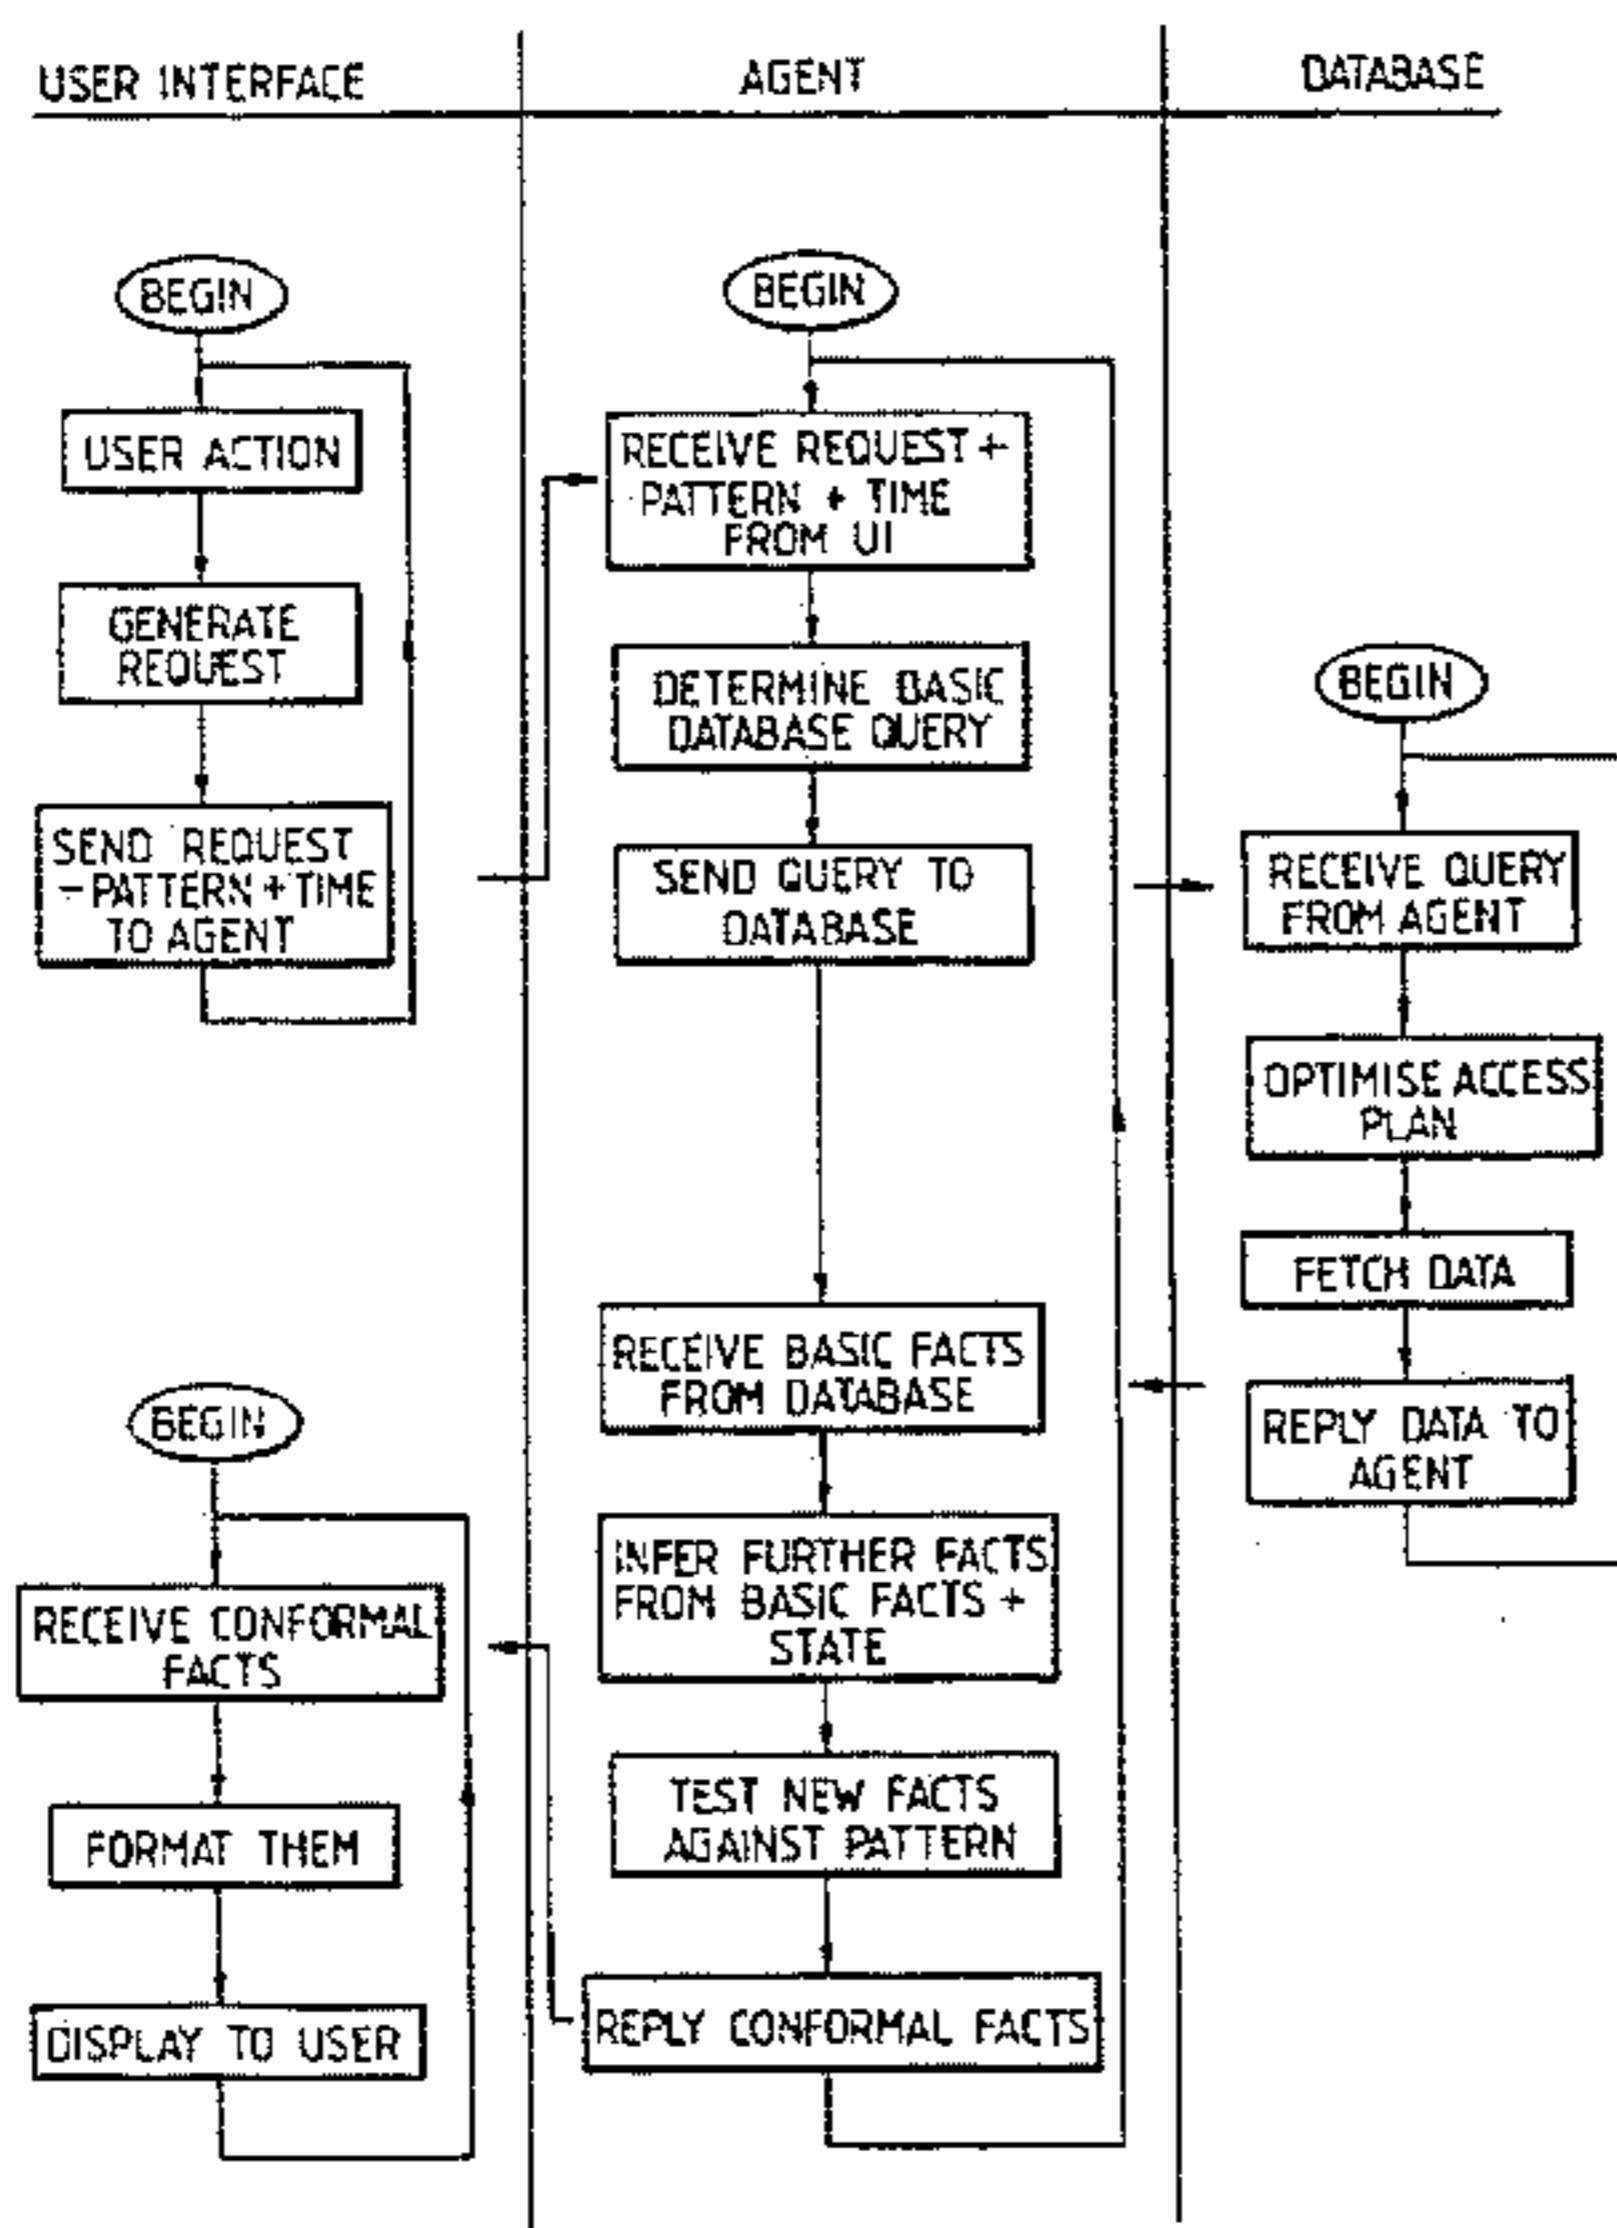 USER INTERFACE
AGENT
DATABASE
BEGIN
USER ACTION
GENERATE
REQUEST
SEND REQUEST
-PATTERN + TIME
TO AGENT
BEGIN
RECEIVE CONFORMAL
FACTS
FORMAT THEM
DISPLAY TO USER
BEGIN
RECEIVE REQUEST +
PATTERN + TIME
FROM UI
DETERMINE BASIC
DATABASE QUERY
SEND QUERY TO
DATABASE
RECEIVE BASIC FACTS
FROM DATABASE
INFER FURTHER FACTS
FROM BASIC FACTS +
STATE
TEST NEW FACTS
AGAINST PATTERN
REPLY CONFORMAL FACTS
BEGIN
RECEIVE QUERY
FROM AGENT
OPTIMISE ACCESS
PLAN
FETCH DATA
REPLY DATA TO
AGENT